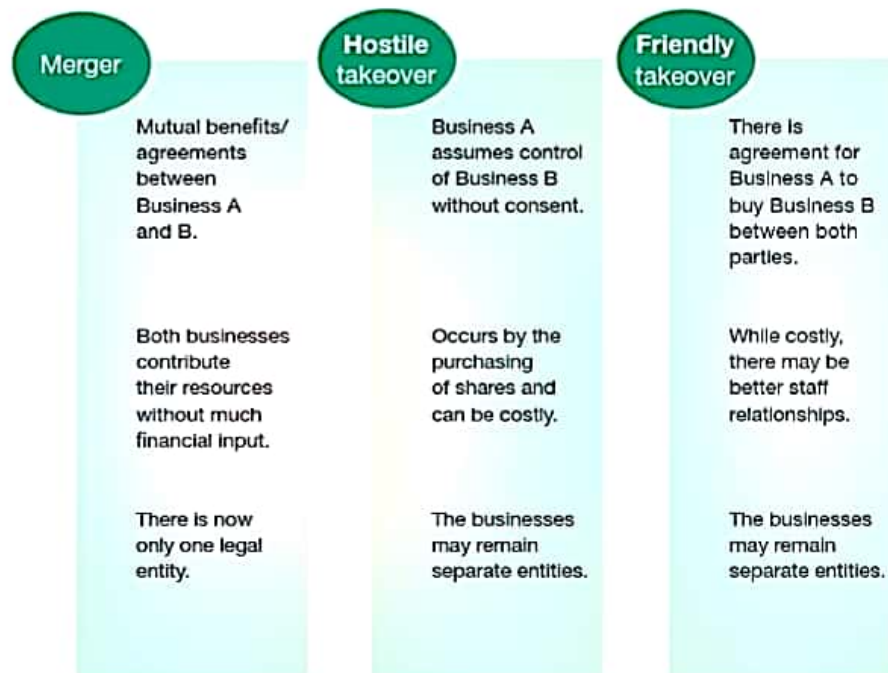 Merger
Mutual benefits/
agreements
between
Business A
and B.
Both businesses
contribute
their resources
without much
financial input.
There is now
only one legal
entity.
Hostile
takeover
Business A
assumes control
of Business B
without consent.
Occurs by the
purchasing
of shares and
can be costly.
The businesses
may remain
separate entities.
Friendly
takeover
There is
agreement for
Business A to
buy Business B
between both
parties.
While costly,
there may be
better staff
relationships.
The businesses
may remain
separate entities.